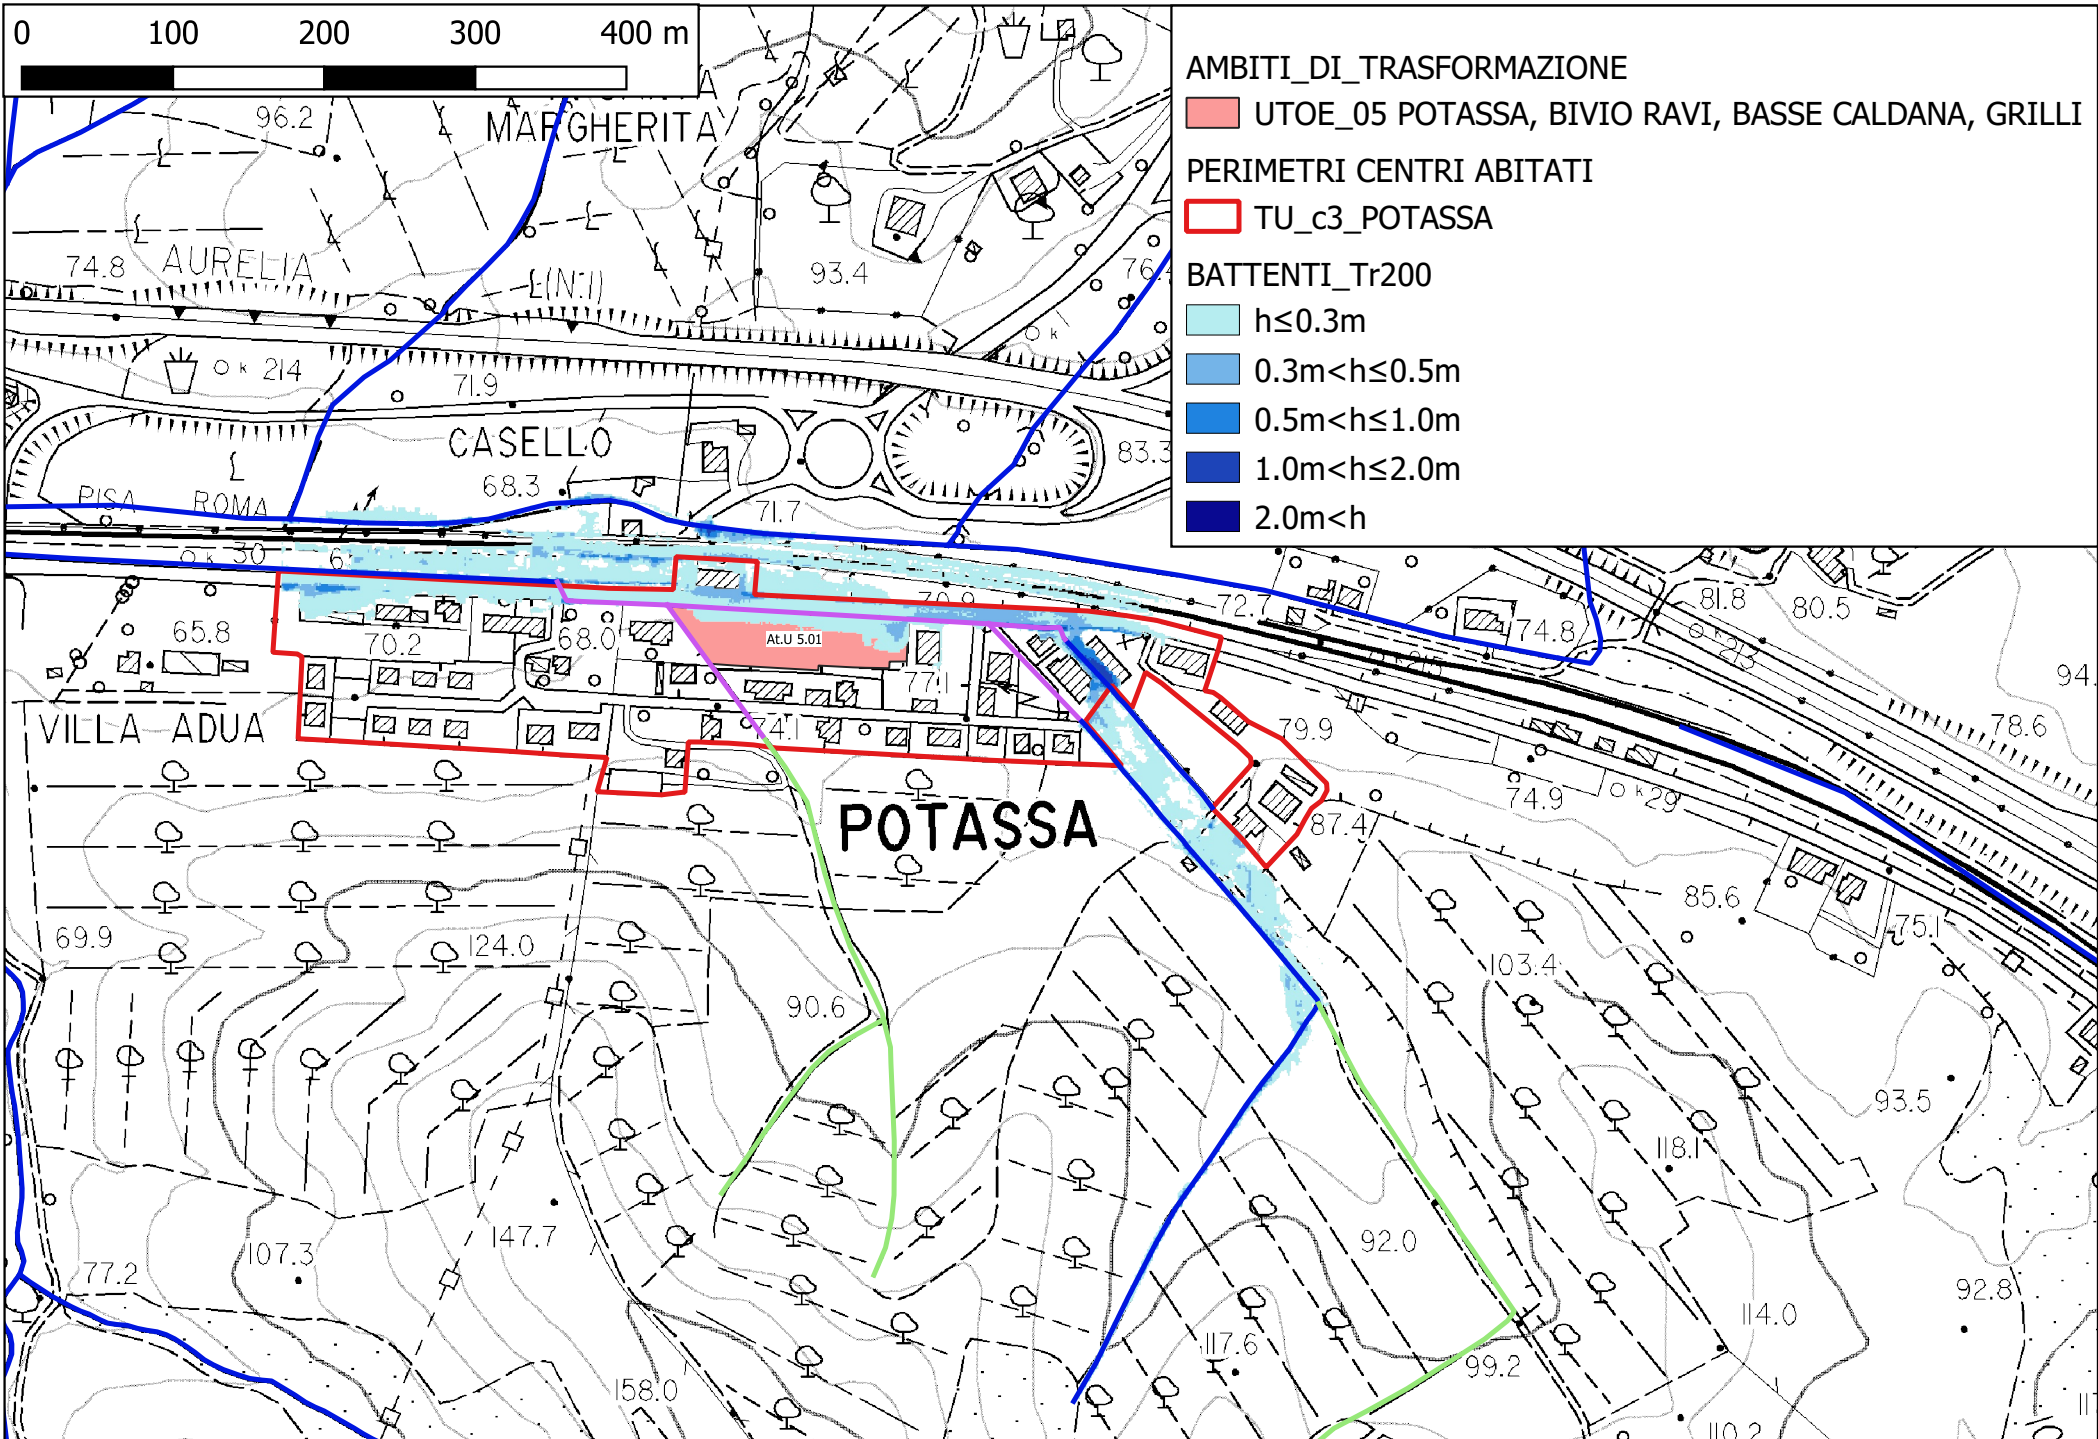 0 100 200 300 400 m
AMBITI_DI_TRASFORMAZIONE
UTOE_05 POTASSA, BIVIO RAVI, BASSE CALDANA, GRILLI
PERIMETRI CENTRI ABITATI
TU_c3_POTASSA
BATTENTI_Tr200
h≤0.3m
0.3m<h≤0.5m
0.5m<h≤1.0m
1.0m<h≤2.0m
2.0m<h
96.2
MARGHERITA
74.8
AURELIA
(N.1)
93.4
k 214
71.9
CASELLO
83.3
68.3
PISA
ROMA
71.7
k 30
6
70.9
72.7
81.8
80.5
65.8
70.2
68.0
At.U 5.01
74.8
213
77.1
94.
VILLA ADUA
74.1
79.9
78.6
POTASSA
74.9
k 29
87.4
85.6
75.1
69.9
124.0
103.4
90.6
93.5
118.1
147.7
92.0
107.3
77.2
92.8
114.0
117.6
99.2
158.0
110.2